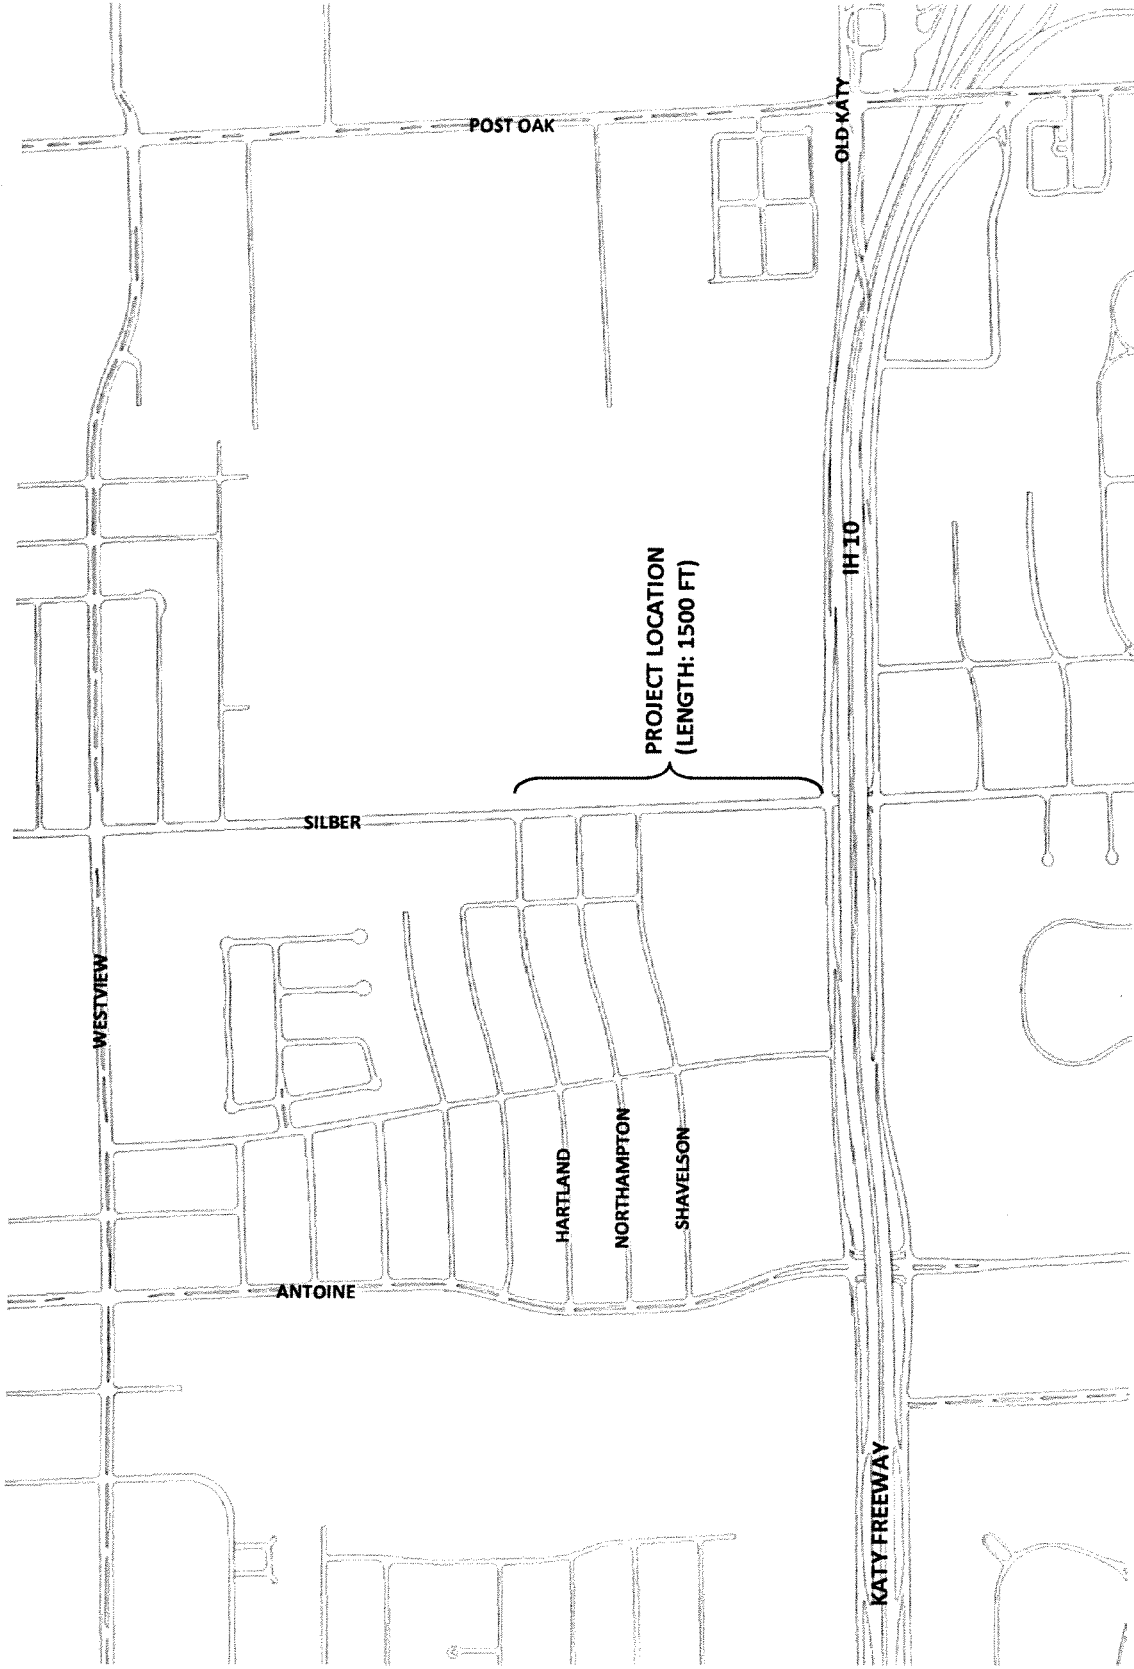 POST OAK
OLD KATY
IH 10
PROJECT LOCATION
(LENGTH: 1500 FT)
SILBER
WESTVIEW
HARTLAND
NORTHAMPTON
SHAVELSON
ANTOINE
KATY FREEWAY